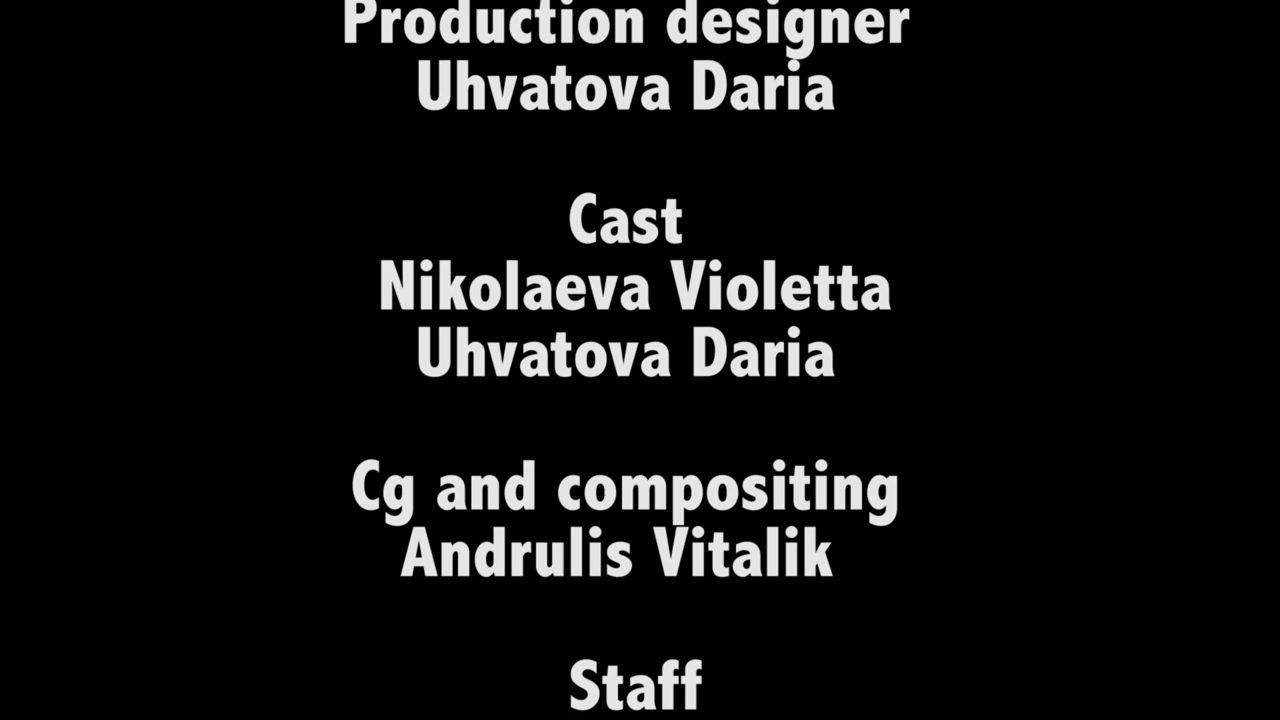 Production designer
Uhvatova Daria
Cast
Nikolaeva Violetta
Uhvatova Daria
Cg and compositing
Andrulis Vitalik
Staff